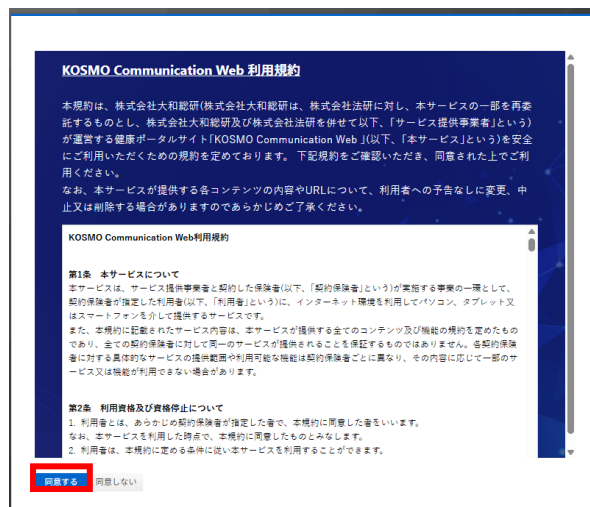 KOSMO Communication Web 利用規約
本規約は、株式会社大和総研(株式会社大和総研は、株式会社法研に対し、本サービスの一部を再委
託するものとし、株式会社大和総研及び株式会社法研を併せて以下、「サービス提供事業者」という)
が運営する健康ポータルサイト「KOSMO Communication Web 」(以下、「本サービス」という)を安全
にご利用いただくための規約を定めております。 下記規約をご確認いただき、同意された上でご利
用ください。
なお、本サービスが提供する各コンテンツの内容やURLについて、利用者への予告なしに変更、中
止又は削除する場合がありますのであらかじめご了承ください。
KOSMO Communication Web利用規約
第1条 本サービスについて
本サービスは、サービス提供事業者と契約した保険者(以下、「契約保険者」という)が実施する事業の一環として、
契約保険者が指定した利用者(以下、「利用者」という)に、インターネット環境を利用してパソコン、タブレット又
はスマートフォンを介して提供するサービスです。
また、本規約に記載されたサービス内容は、本サービスが提供する全てのコンテンツ及び機能の規約を定めたもの
であり、全ての契約保険者に対して同一のサービスが提供されることを保証するものではありません。各契約保険
者に対する具体的なサービスの提供範囲や利用可能な機能は契約保険者ごとに異なり、その内容に応じて一部のサ
ービス又は機能が利用できない場合があります。
第2条 利用資格及び資格停止について
1. 利用者とは、あらかじめ契約保険者が指定した者で、本規約に同意した者をいいます。
なお、本サービスを利用した時点で、本規約に同意したものとみなします。
2. 利用者は、本規約に定める条件に従い本サービスを利用することができます。
同意する 同意しない